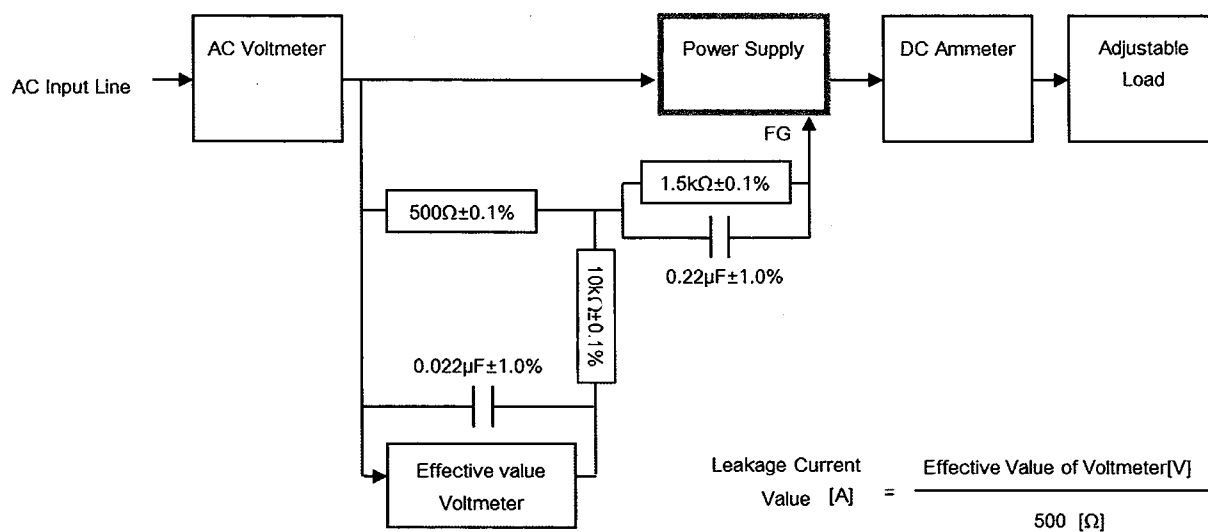 AC Voltmeter
Power Supply
DC Ammeter
Adjustable
Load
AC Input Line
FG
1.5kΩ±0.1%
500Ω±0.1%
0.22µF±1.0%
10kΩ±0.1%
0.022µF±1.0%
Effective value
Voltmeter
Leakage Current
Value [A] =
Effective Value of Voltmeter[V]
500 [Ω]